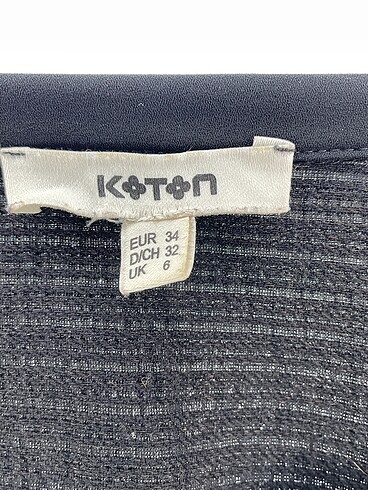 KOTON
EUR 34
D/CH 32
UK 6